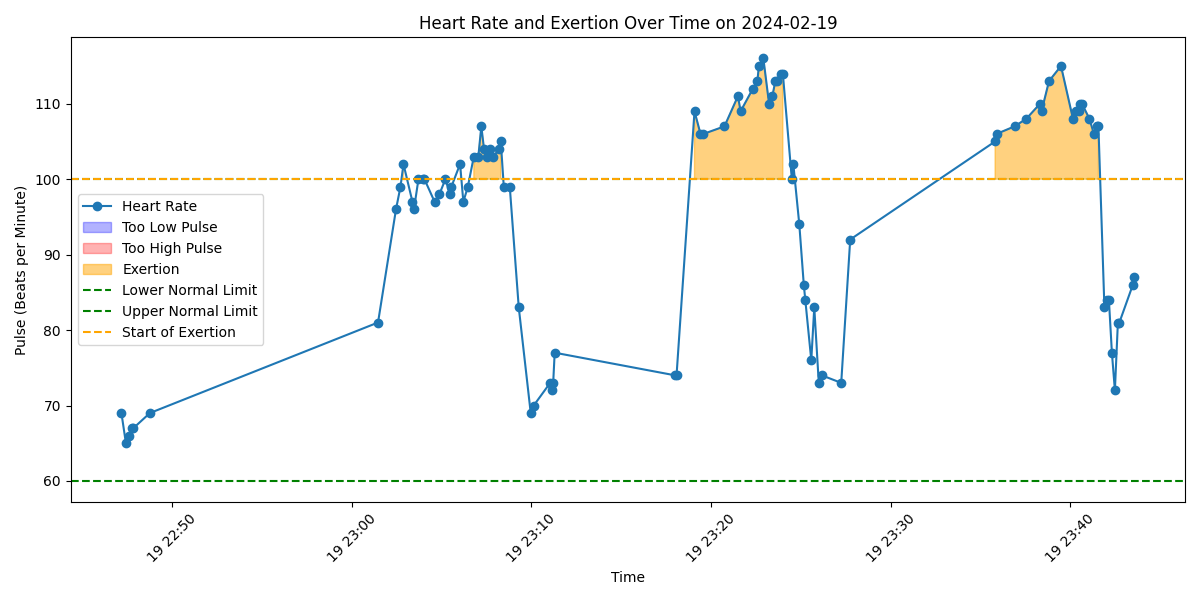 Heart Rate and Exertion Over Time on 2024-02-19
Pulse (Beats per Minute)
110
100
90
80
70
60
Heart Rate
Too Low Pulse
Too High Pulse
Exertion
Lower Normal Limit
Upper Normal Limit
Start of Exertion
19 22:50
19 23:00
19 23:10
19 23:20
19 23:30
19 23:40
Time